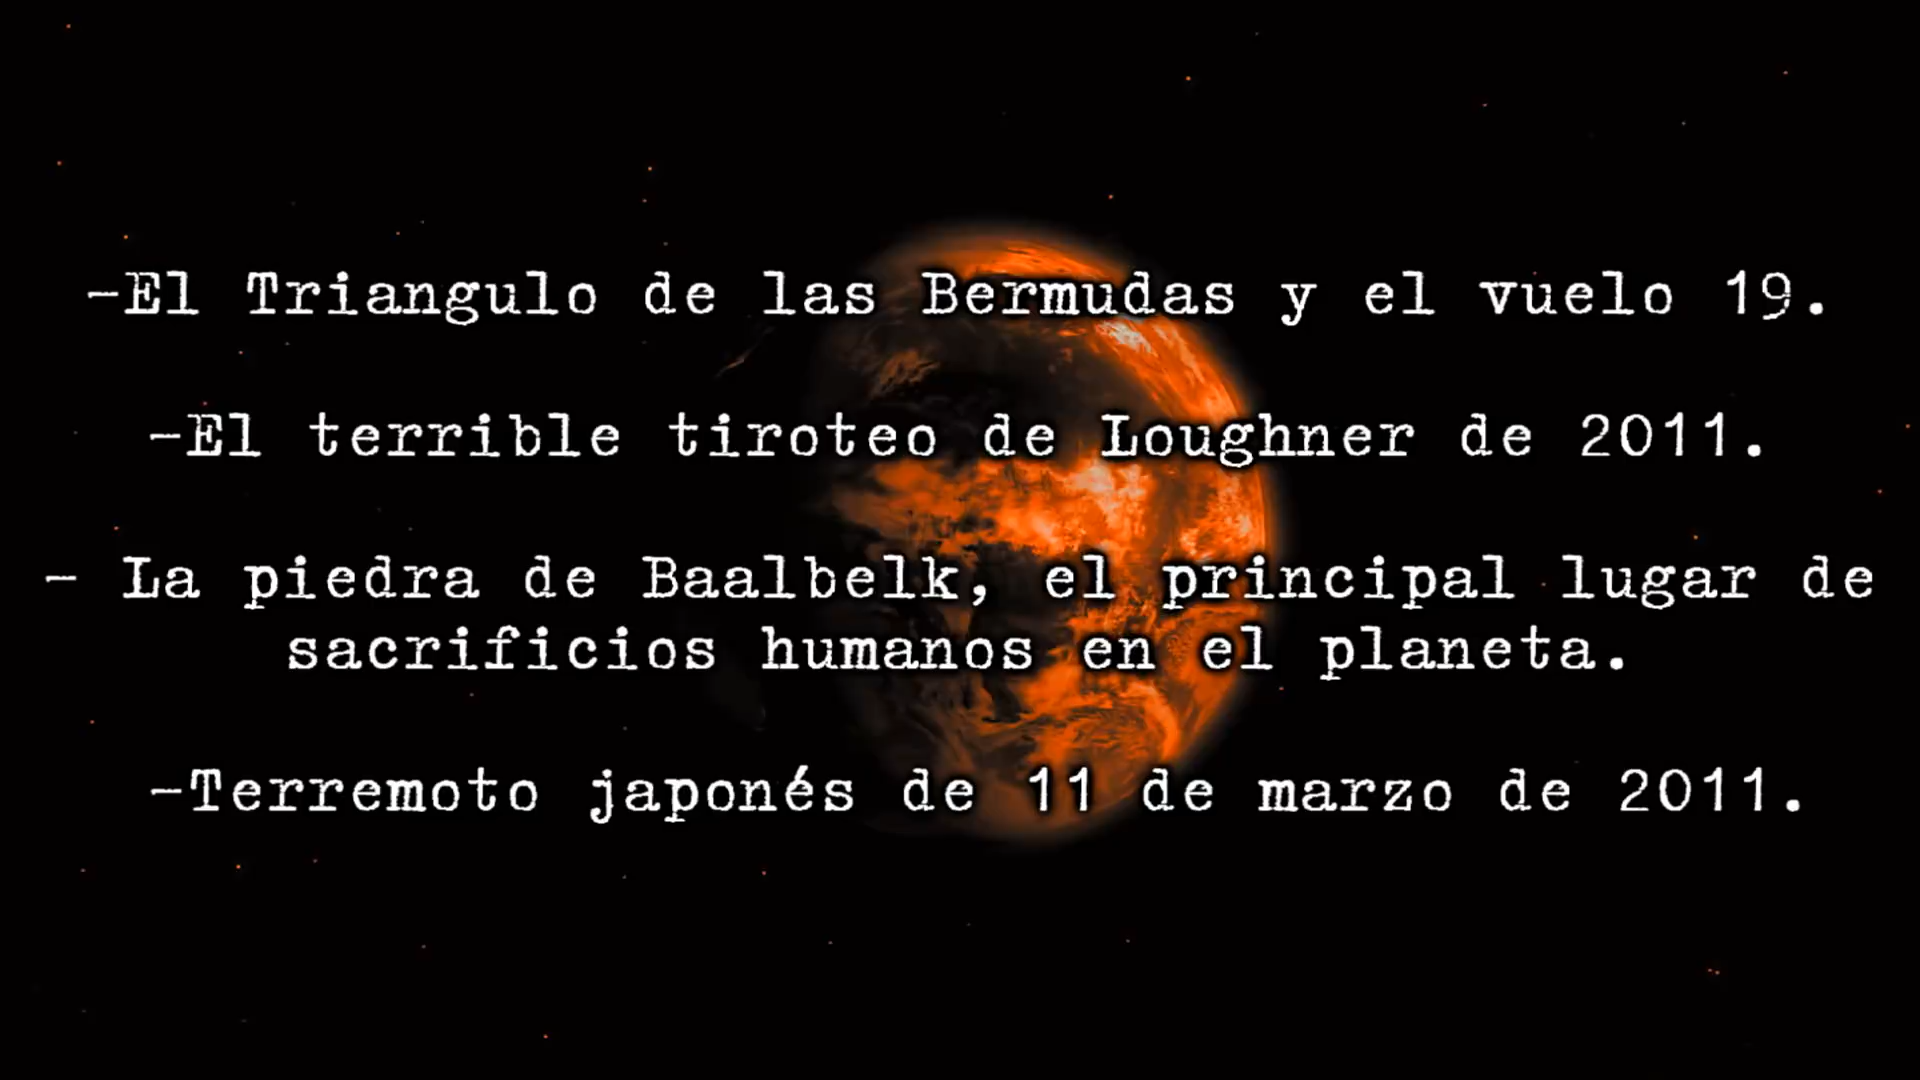 -El Triangulo de las Bermudas y el vuelo 19.
-El terrible tiroteo de Loughner de 2011.
- La piedra de Baalbelk, el principal lugar de
sacrificios humanos en el planeta.
-Terremoto japonés de 11 de marzo de 2011.